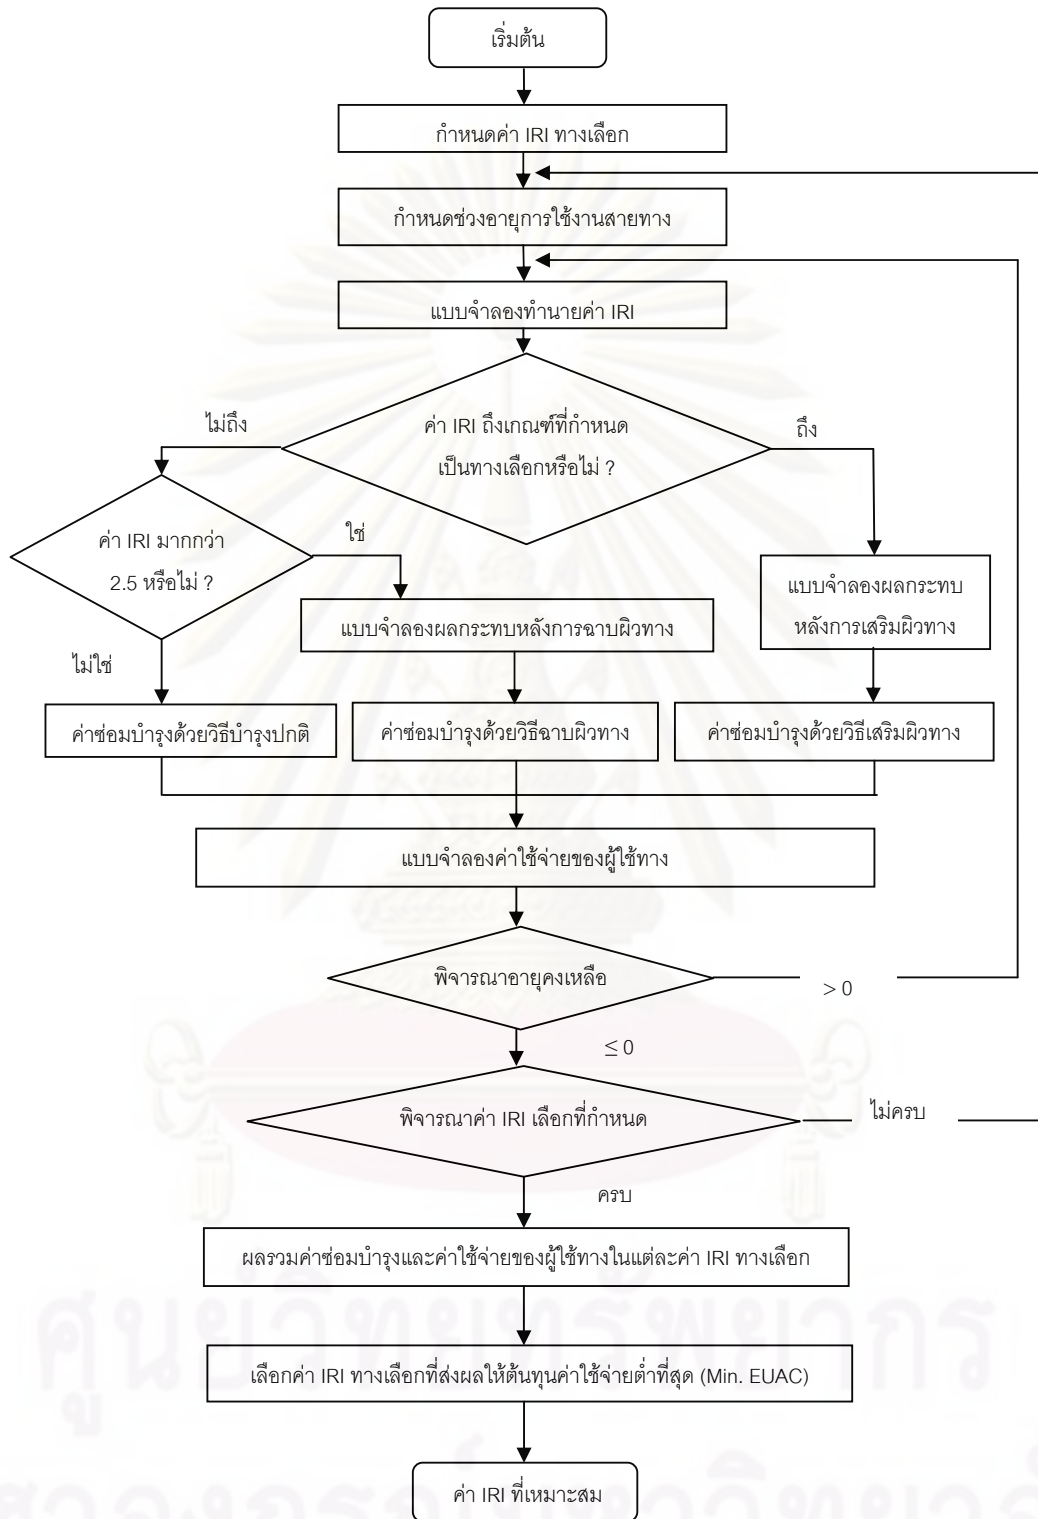 เริ่มต้น
กำหนดค่า IRI ทางเลือก
กำหนดช่วงอายุการใช้งานสายทาง
แบบจำลองทำนายค่า IRI
ค่า IRI ถึงเกณฑ์ที่กำหนด
เป็นทางเลือกหรือไม่ ?
ไม่ถึง
ถึง
ค่า IRI มากกว่า
2.5 หรือไม่ ?
ใช่
ไม่ใช่
แบบจำลองผลกระทบหลังการฉาบผิวทาง
แบบจำลองผลกระทบ
หลังการเสริมผิวทาง
ค่าซ่อมบำรุงด้วยวิธีบำรุงปกติ
ค่าซ่อมบำรุงด้วยวิธีฉาบผิวทาง
ค่าซ่อมบำรุงด้วยวิธีเสริมผิวทาง
แบบจำลองค่าใช้จ่ายของผู้ใช้ทาง
พิจารณาอายุคงเหลือ
> 0
≤ 0
พิจารณาค่า IRI เลือกที่กำหนด
ไม่ครบ
ครบ
ผลรวมค่าซ่อมบำรุงและค่าใช้จ่ายของผู้ใช้ทางในแต่ละค่า IRI ทางเลือก
เลือกค่า IRI ทางเลือกที่ส่งผลให้ต้นทุนค่าใช้จ่ายต่ำที่สุด (Min. EUAC)
ค่า IRI ที่เหมาะสม
ศูนย์วิทยทรัพยากร